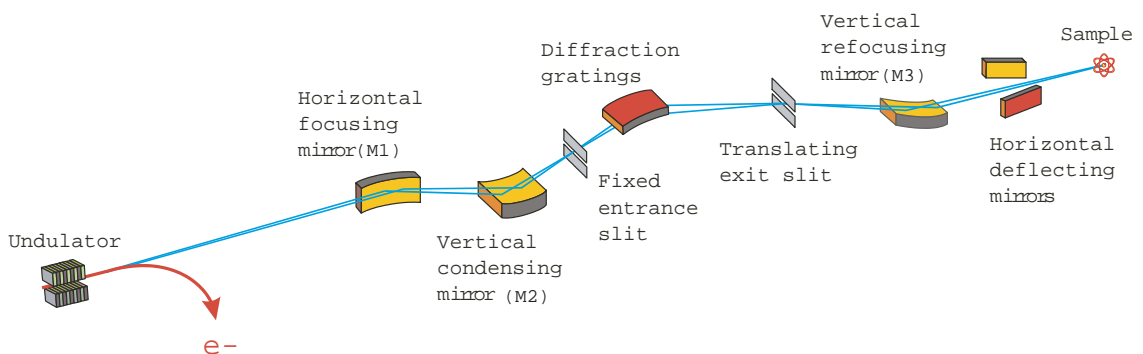 Undulator
e-
Horizontal
focusing
mirror(M1)
Vertical
condensing
mirror (M2)
Fixed
entrance
slit
Diffraction
gratings
Translating
exit slit
Vertical
refocusing
mirror(M3)
Horizontal
deflecting
mirrors
Sample